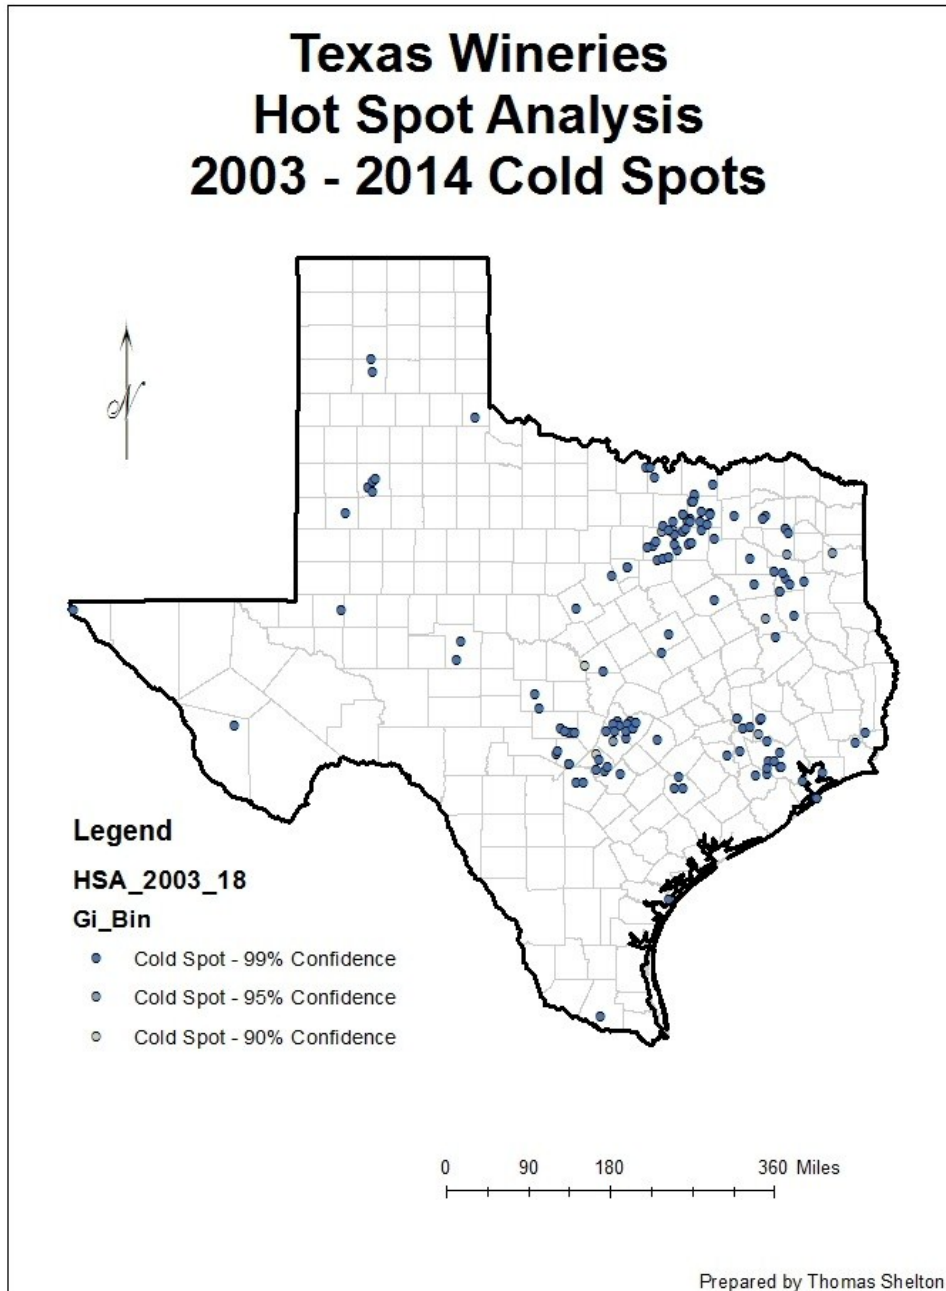 Texas Wineries
Hot Spot Analysis
2003 - 2014 Cold Spots
N
Legend
HSA_2003_18
Gi_Bin
Cold Spot - 99% Confidence
Cold Spot - 95% Confidence
Cold Spot - 90% Confidence
0 90 180 360 Miles
Prepared by Thomas Shelton